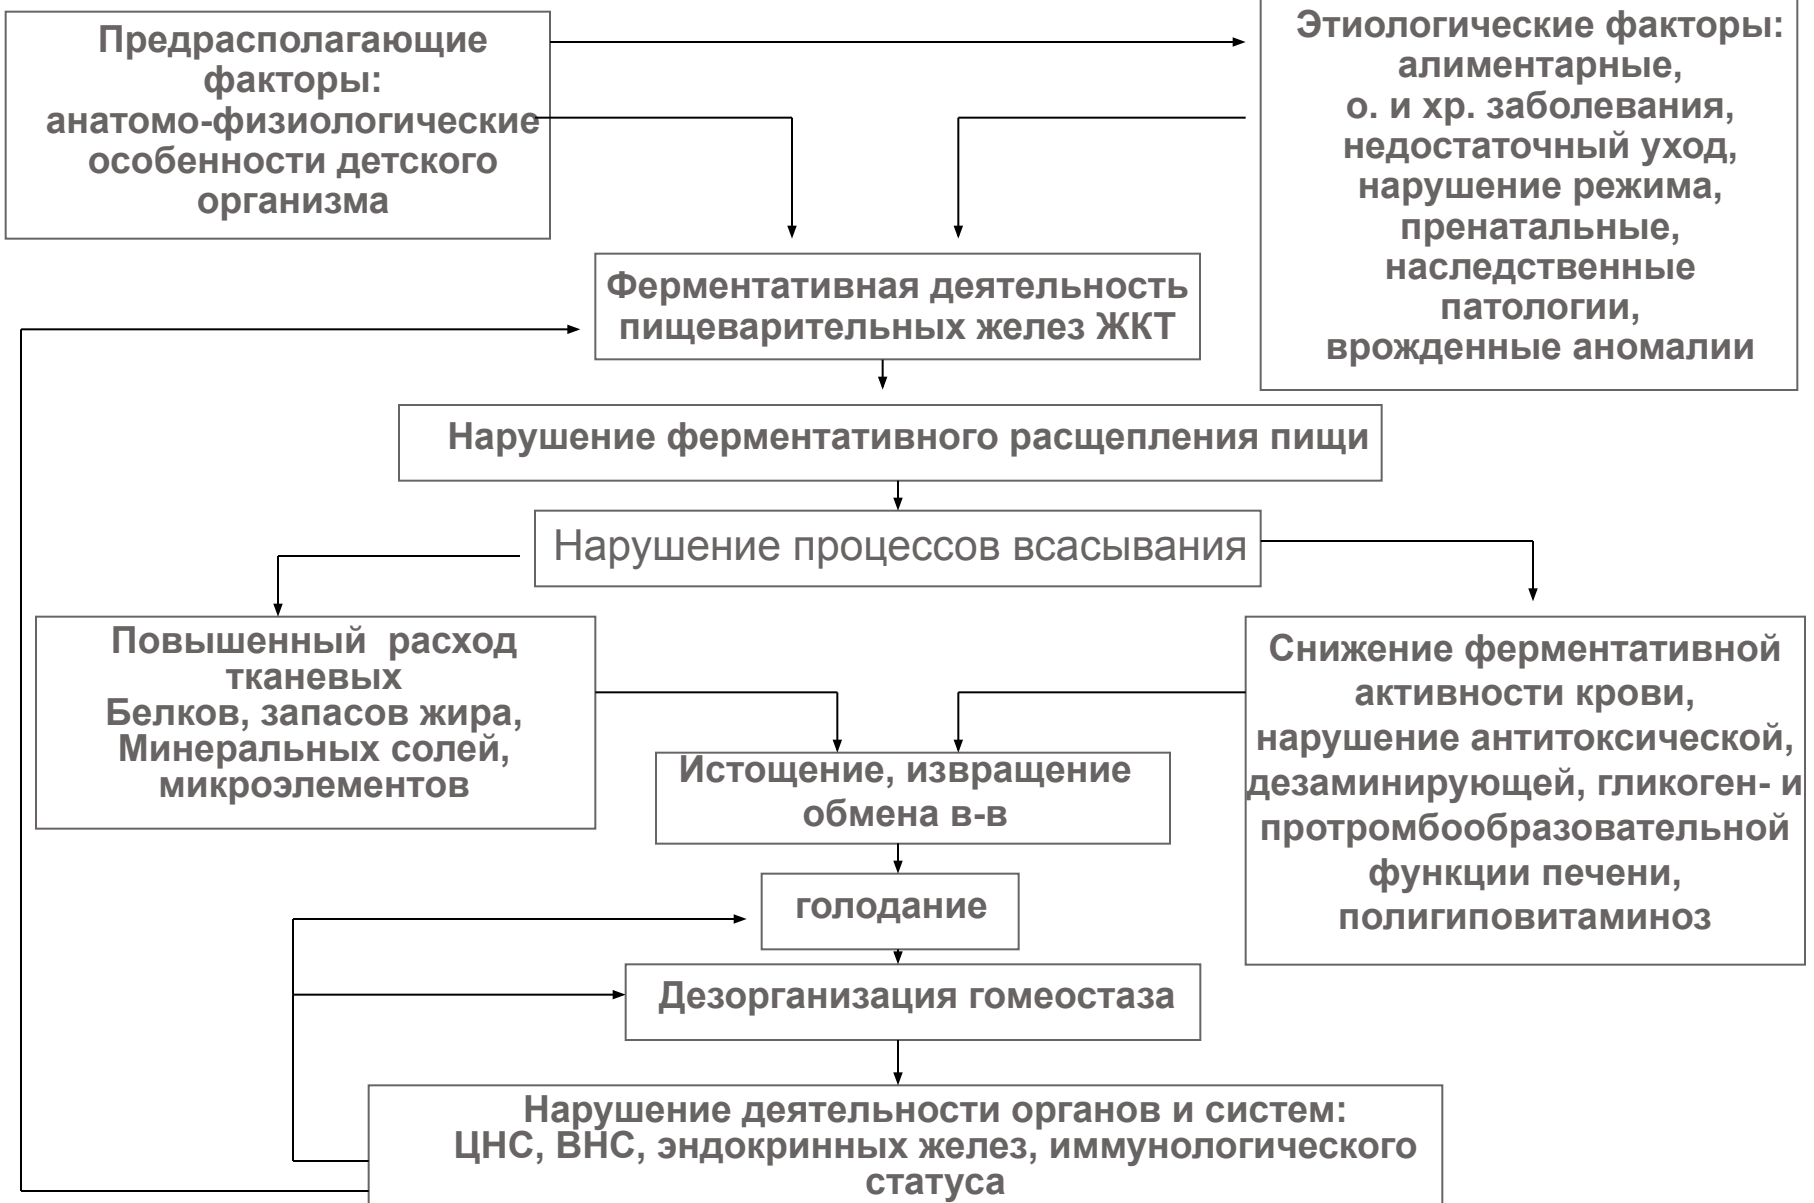 Предрасполагающие
факторы:
анатомо-физиологические
особенности детского
организма
Этиологические факторы:
алиментарные,
о. и хр. заболевания,
недостаточный уход,
нарушение режима,
пренатальные,
наследственные
патологии,
врожденные аномалии
Ферментативная деятельность
пищеварительных желез ЖКТ
Нарушение ферментативного расщепления пищи
Нарушение процессов всасывания
Повышенный расход
тканевых
Белков, запасов жира,
Минеральных солей,
микроэлементов
Снижение ферментативной
активности крови,
нарушение антитоксической,
дезаминирующей, гликоген- и
протромбообразовательной
функции печени,
полигиповитаминоз
Истощение, извращение
обмена в-в
голодание
Дезорганизация гомеостаза
Нарушение деятельности органов и систем:
ЦНС, ВНС, эндокринных желез, иммунологического
статуса